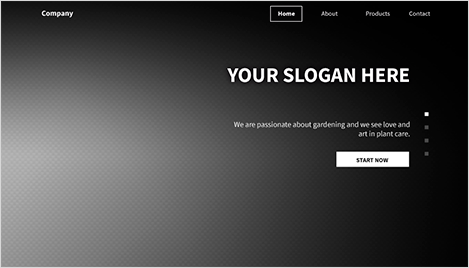 Company
Home
About
Products
Contact
YOUR SLOGAN HERE
We are passionate about gardening and we see love and
art in plant care.
START NOW